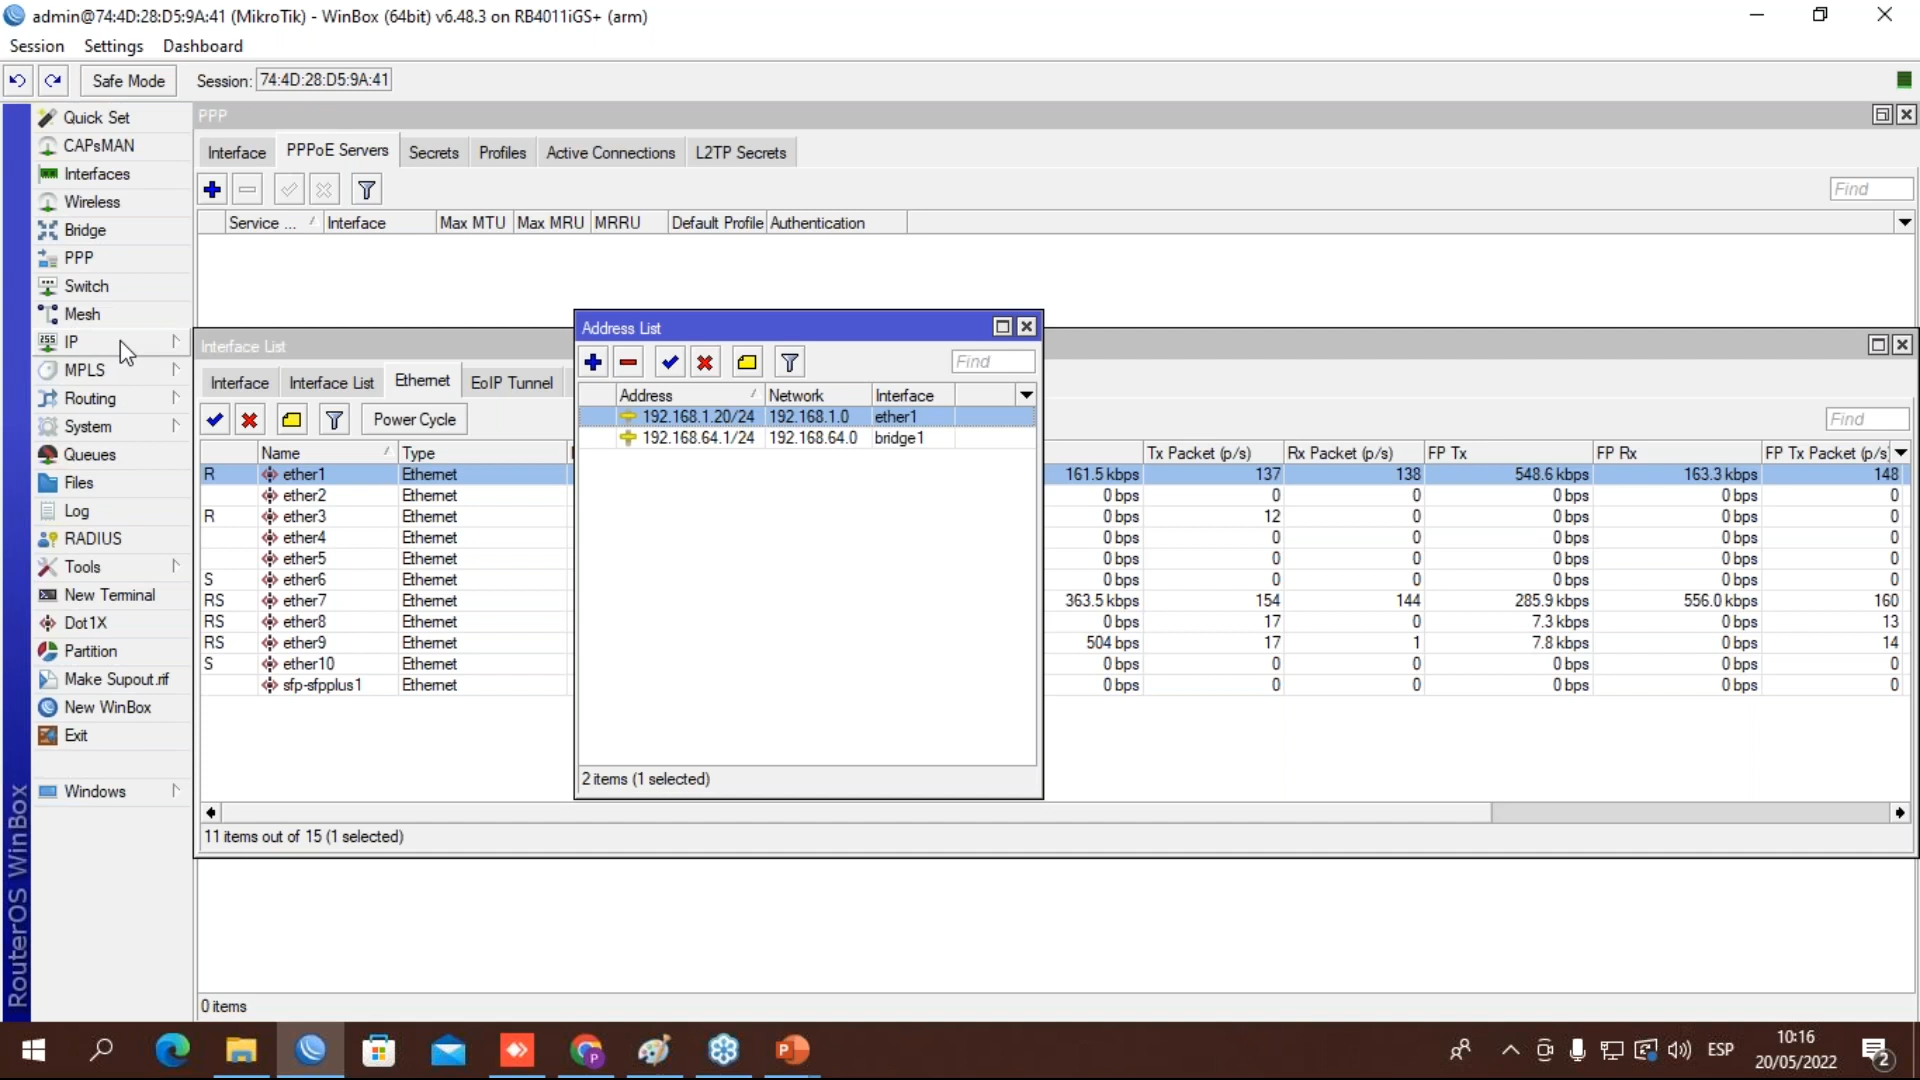 admin@74:4D:28:D5:9A:41 (MikroTik) - WinBox (64bit) v6.48.3 on RB4011iGS+ (arm)
Session Settings Dashboard
Safe Mode Session: 74:4D:28:D5:9A:41
Quick Set
CAPsMAN
Interfaces
Wireless
Bridge
PPP
Switch
Mesh
IP
MPLS
Routing
System
Queues
Files
Log
RADIUS
Tools
New Terminal
Dot1X
Partition
Make Supout.rif
New WinBox
Exit
Windows
RouterOS WinBox
PPP
Interface PPPoE Servers Secrets Profiles Active Connections L2TP Secrets
Find
Service ... Interface Max MTU Max MRU MRRU Default Profile Authentication
Interface List
Interface Interface List Ethernet EoIP Tunnel
Power Cycle Find
Name Type Tx Packet (p/s) Rx Packet (p/s) FP Tx FP Rx FP Tx Packet (p/s)
R ether1 Ethernet 161.5 kbps 137 138 548.6 kbps 163.3 kbps 148
ether2 Ethernet 0 bps 0 0 0 bps 0 bps 0
R ether3 Ethernet 0 bps 12 0 0 bps 0 bps 0
ether4 Ethernet 0 bps 0 0 0 bps 0 bps 0
ether5 Ethernet 0 bps 0 0 0 bps 0 bps 0
S ether6 Ethernet 0 bps 0 0 0 bps 0 bps 0
RS ether7 Ethernet 363.5 kbps 154 144 285.9 kbps 556.0 kbps 160
RS ether8 Ethernet 0 bps 17 0 7.3 kbps 0 bps 13
RS ether9 Ethernet 504 bps 17 1 7.8 kbps 0 bps 14
S ether10 Ethernet 0 bps 0 0 0 bps 0 bps 0
sfp-sfpplus1 Ethernet 0 bps 0 0 0 bps 0 bps 0
11 items out of 15 (1 selected)
Address List
Find
Address Network Interface
192.168.1.20/24 192.168.1.0 ether1
192.168.64.1/24 192.168.64.0 bridge1
2 items (1 selected)
0 items
ESP
10:16
20/05/2022
2